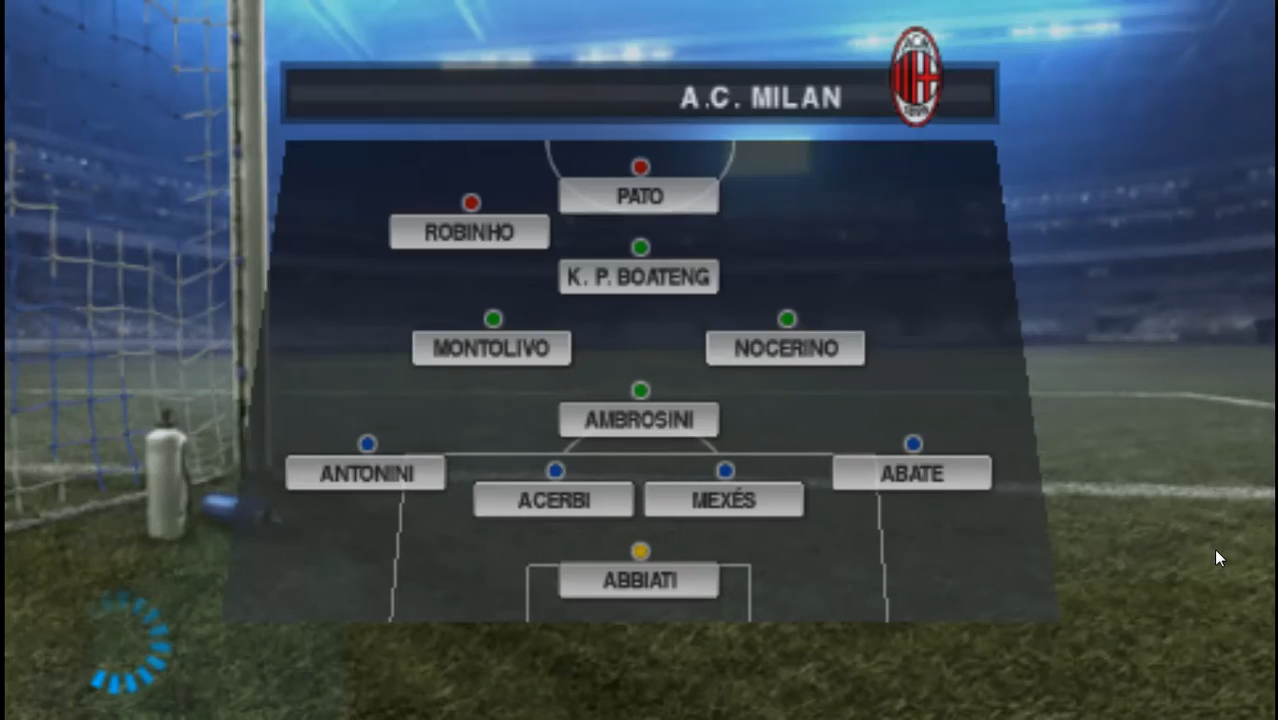 A.C. MILAN
PATO
ROBINHO
K. P. BOATENG
MONTOLIVO
NOCERINO
AMBROSINI
ANTONINI
ABATE
ACERBI
MEXÉS
ABBIATI